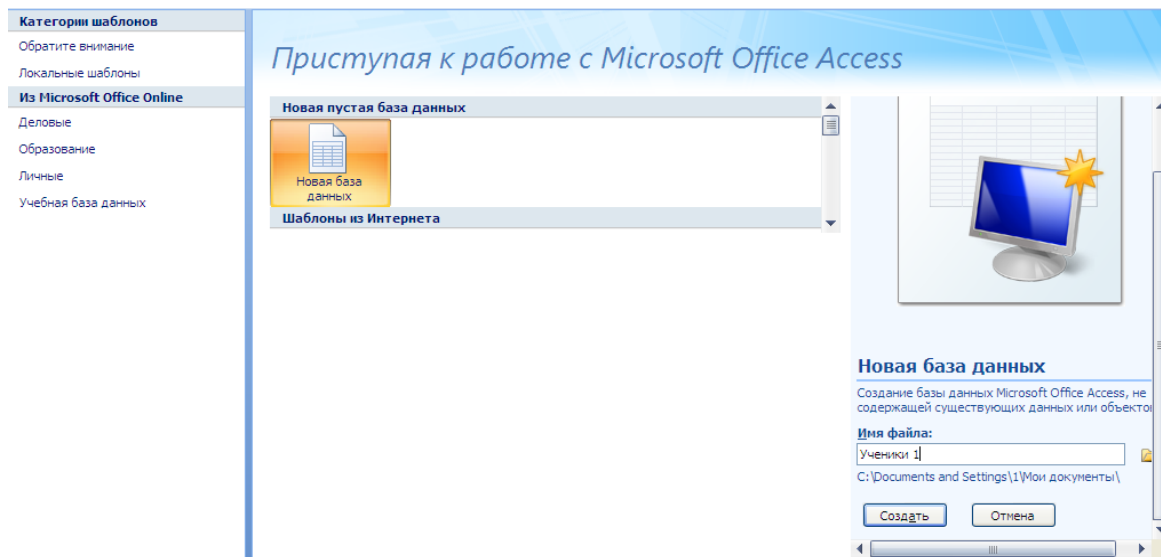 Категории шаблонов
Обратите внимание
Локальные шаблоны
Из Microsoft Office Online
Деловые
Образование
Личные
Учебная база данных
Приступая к работе с Microsoft Office Access
Новая пустая база данных
Новая база
данных
Шаблоны из Интернета
Новая база данных
Создание базы данных Microsoft Office Access, не
содержащей существующих данных или объекто
Имя файла:
Ученики 1
C:\Documents and Settings\1\Мои документы\
Создать
Отмена